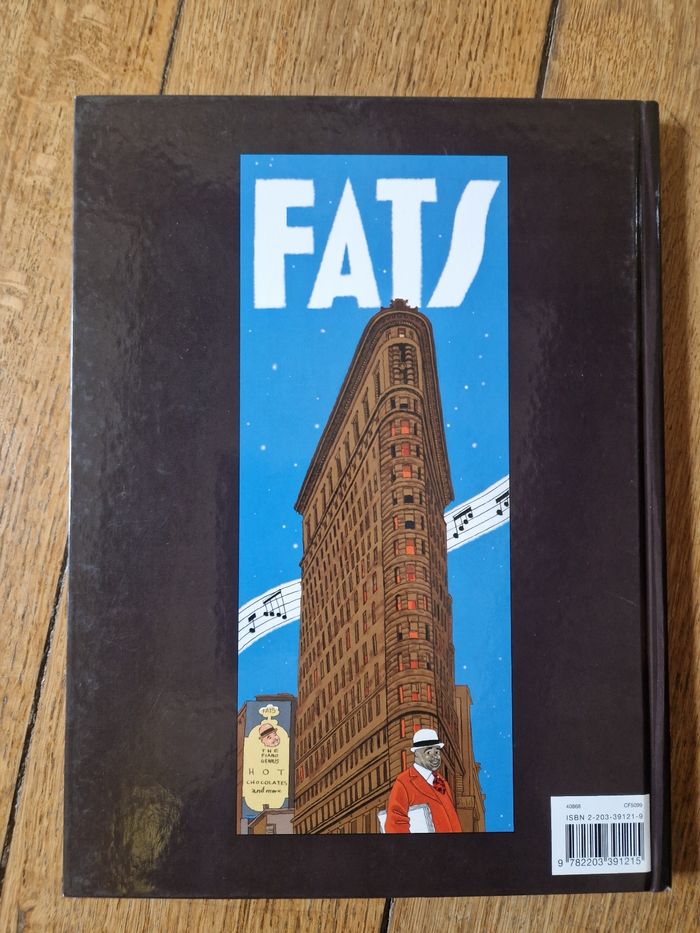 FATS
FATS
THE
PIANO
GENIUS
HOT
CHOCOLATES
and more
40868 CF5099
ISBN 2-203-39121-9
9 782203 391215